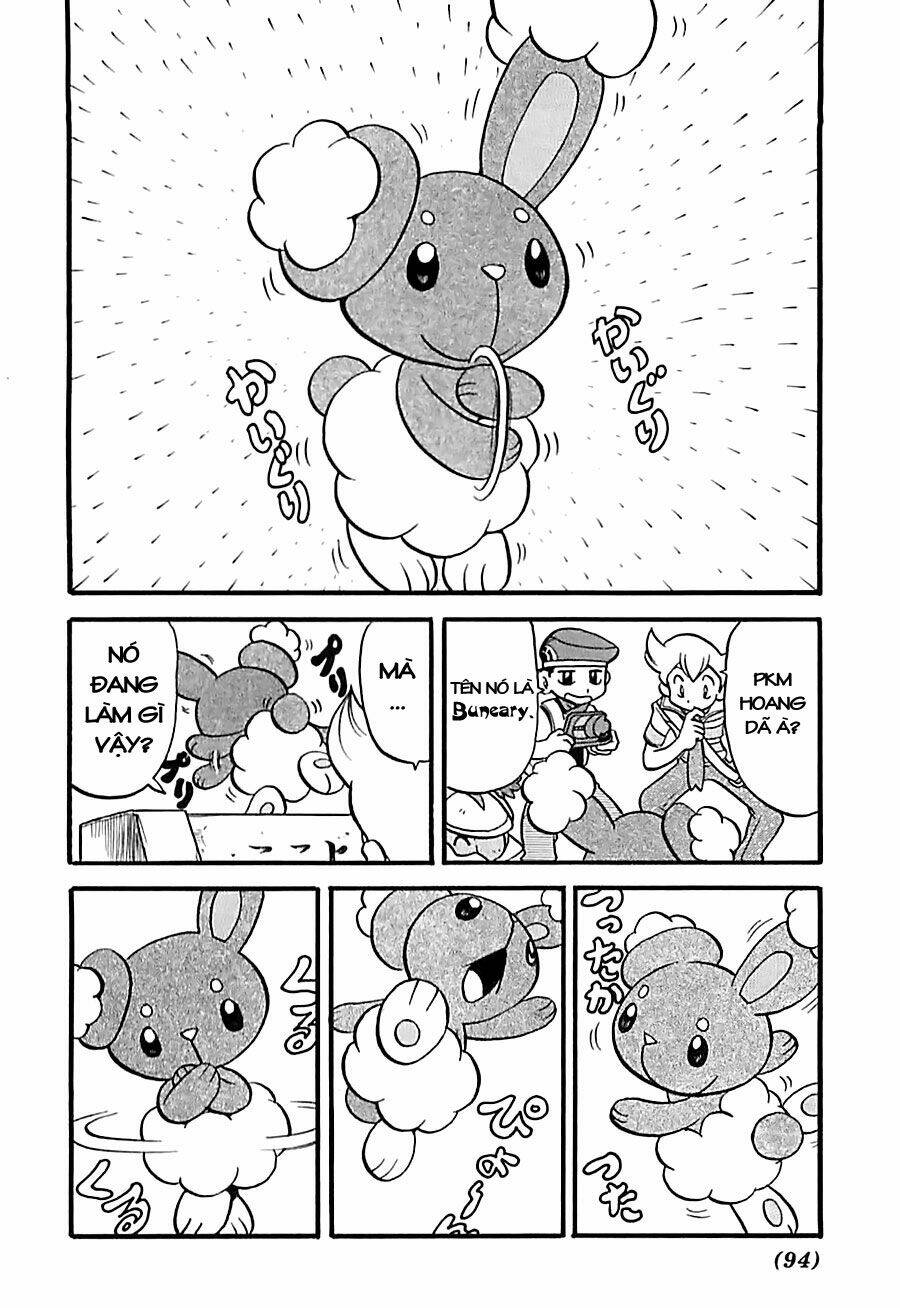 かいぐり
かいぐり
PKM
HOANG
DÃ À?
TÊN NÓ LÀ
Buneary.
MÀ
...
NÓ
ĐANG
LÀM GÌ
VẬY?
プリ
プリ
つったか
つった
ぴょーん
くる
くる
(94)